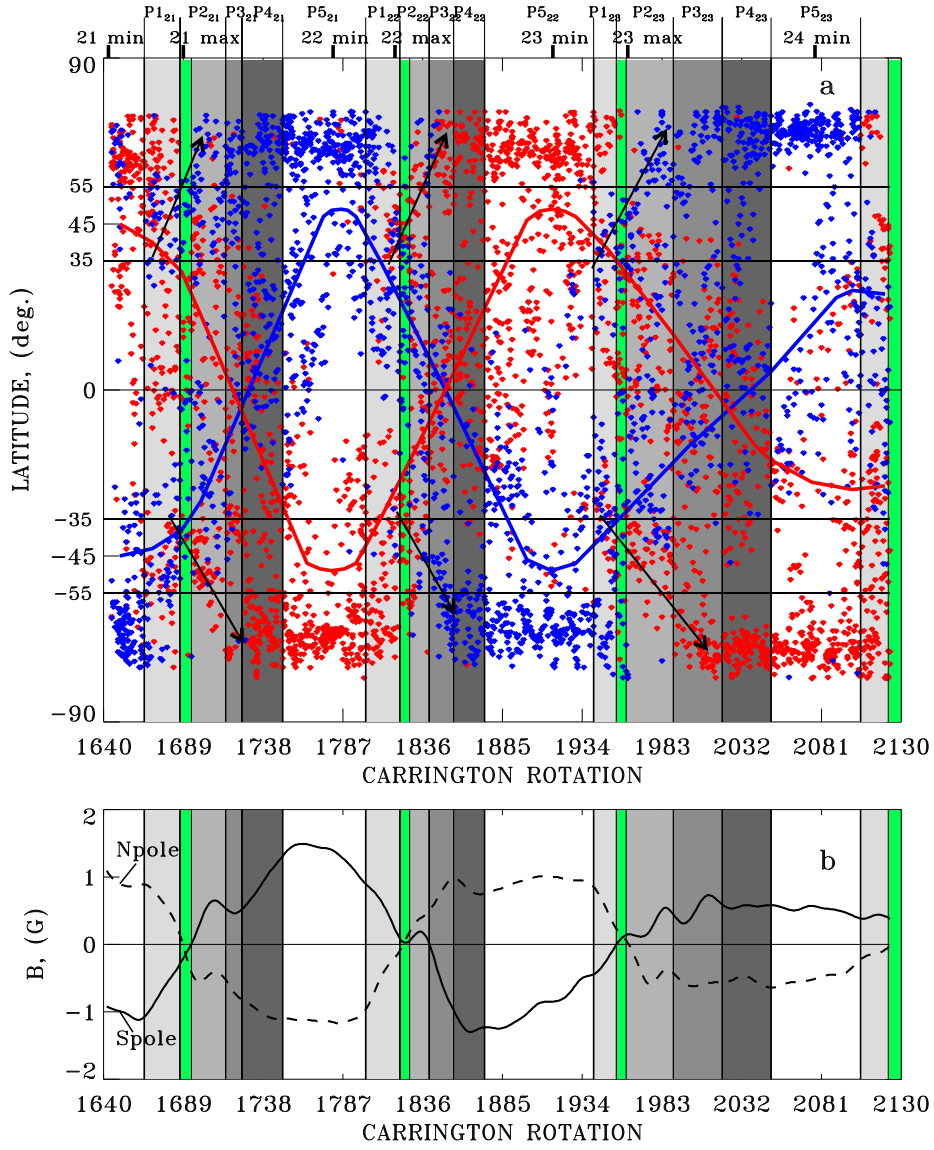 P1₂₁ P2₂₁ P3₂₁ P4₂₁ P5₂₁ P1₂₂ P2₂₂ P3₂₂ P4₂₂ P5₂₂ P1₂₃ P2₂₃ P3₂₃ P4₂₃ P5₂₃
21 min 21 max 22 min 22 max 23 min 23 max 24 min
90
a
55
45
35
LATITUDE, (deg.)
0
−35
−45
−55
−90
1640 1689 1738 1787 1836 1885 1934 1983 2032 2081 2130
CARRINGTON ROTATION
2
Npole
b
1
B, (G)
0
−1
Spole
−2
1640 1689 1738 1787 1836 1885 1934 1983 2032 2081 2130
CARRINGTON ROTATION